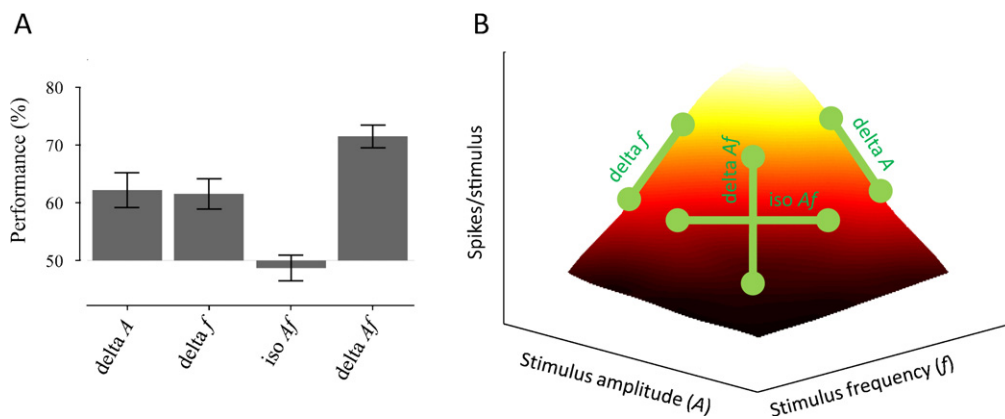 A
Performance (%)
80
70
60
50
delta A
delta f
iso Af
delta Af
B
Spikes/stimulus
delta f
delta Af
iso Af
delta A
Stimulus amplitude (A)
Stimulus frequency (f)